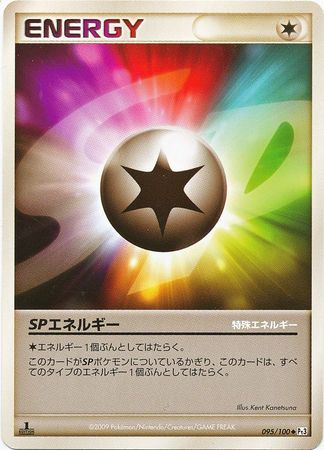 ENERGY
SPエネルギー
特殊エネルギー
エネルギー1個ぶんとしてはたらく。
このカードがSPポケモンについているかぎり、このカードは、すべ
てのタイプのエネルギー1個ぶんとしてはたらく。
Illus.Kent Kanetsuna
1
EDITION
©2009 Pokémon/Nintendo/Creatures/GAME FREAK
095/100◆ Pt3